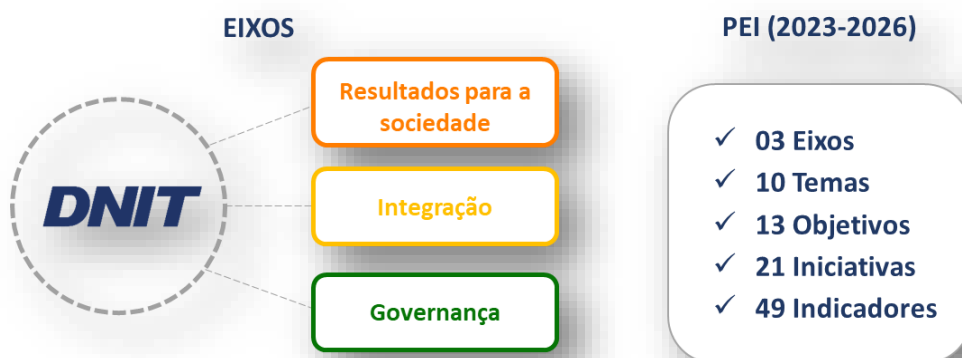 EIXOS
DNIT
Resultados para a
sociedade
Integração
Governança
PEI (2023-2026)
✓ 03 Eixos
✓ 10 Temas
✓ 13 Objetivos
✓ 21 Iniciativas
✓ 49 Indicadores